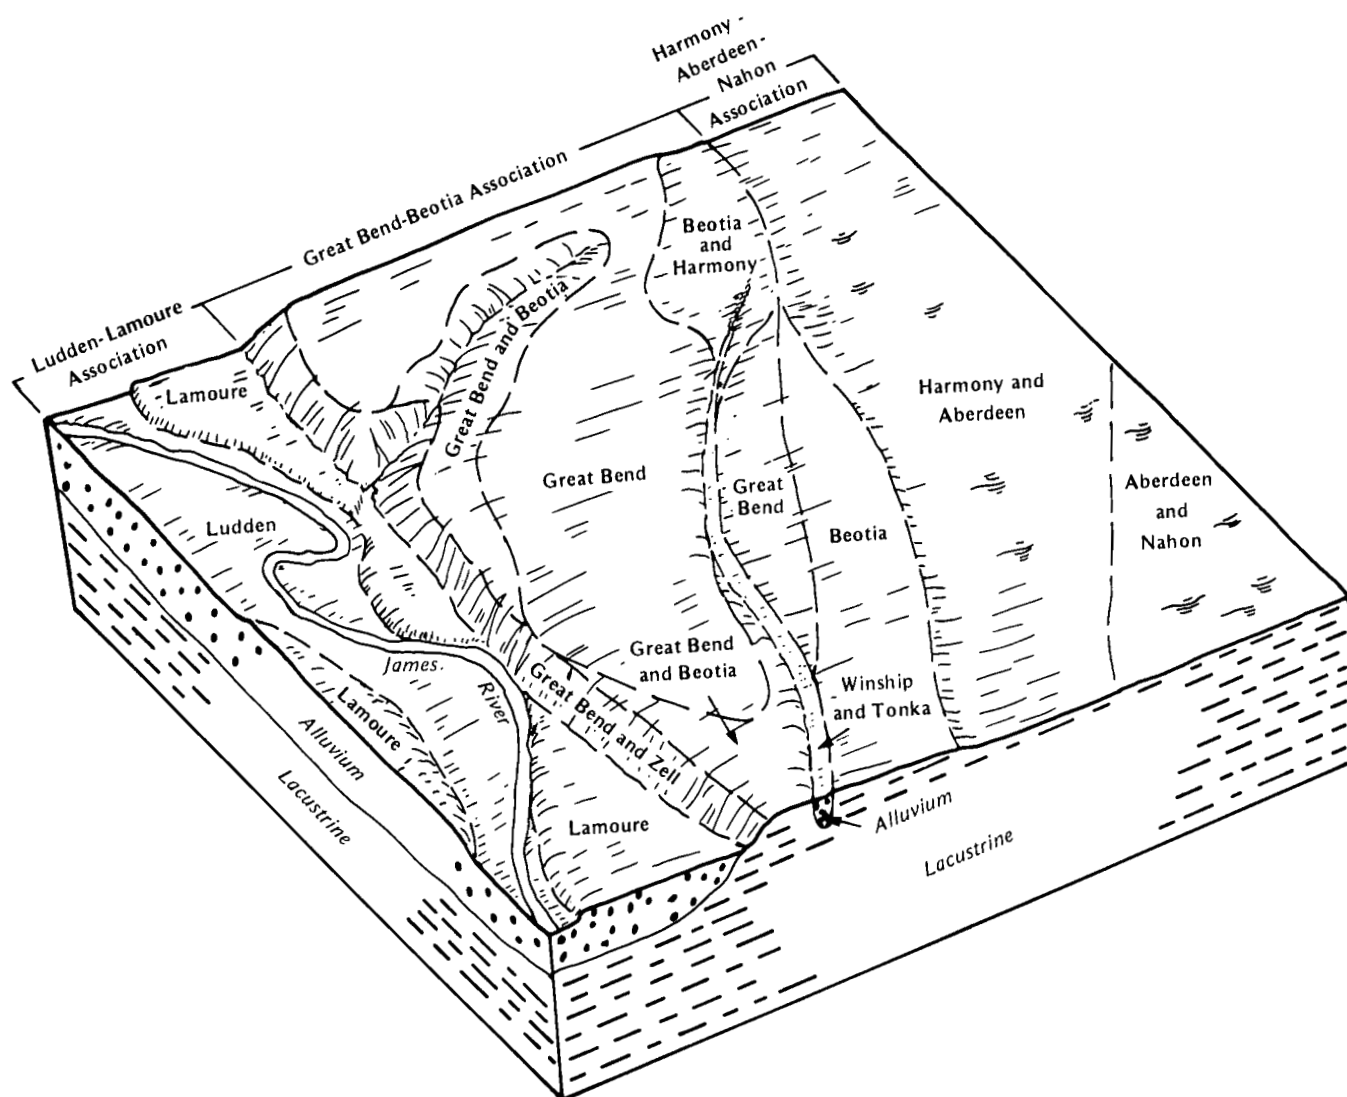 Harmony -
Aberdeen-
Nahon
Association
Great Bend-Beotia Association
Ludden-Lamoure
Association
Beotia
and
Harmony
Great Bend and Beotia
Lamoure
Harmony and
Aberdeen
Great Bend
Great
Bend
Aberdeen
and
Nahon
Ludden
Beotia
Great Bend
and Beotia
James
River
Winship
and Tonka
Great Bend and Zell
Lamoure
Lamoure
Alluvium
Lacustrine
Alluvium
Lacustrine